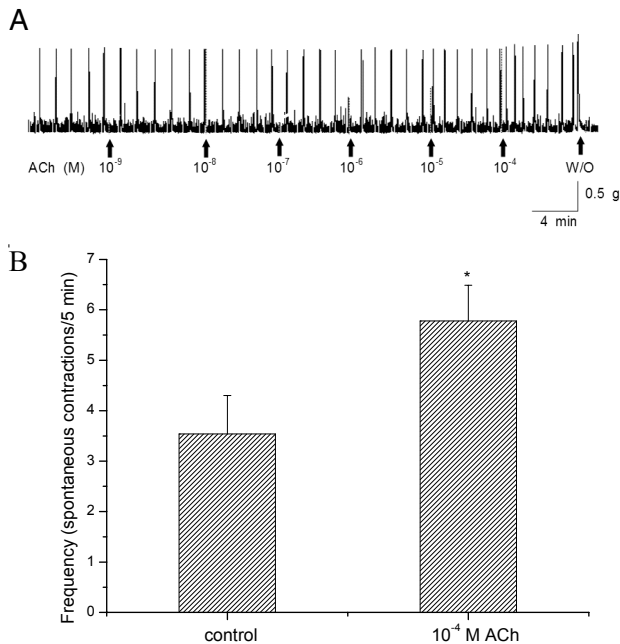 A
ACh (M) 10⁻⁹ 10⁻⁸ 10⁻⁷ 10⁻⁶ 10⁻⁵ 10⁻⁴ W/O
0.5 g
4 min
B
7
6
5
4
3
2
1
0
Frequency (spontaneous contractions/5 min)
*
control 10⁻⁴ M ACh